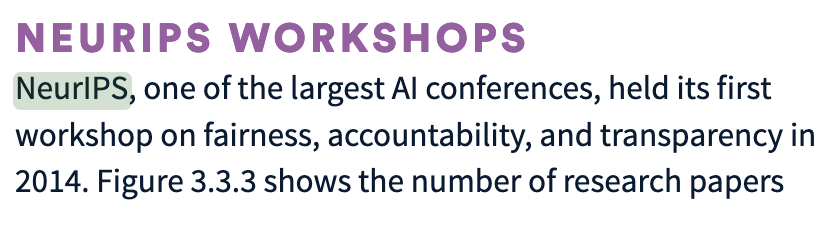 NEURIPS WORKSHOPS
NeurIPS, one of the largest AI conferences, held its first
workshop on fairness, accountability, and transparency in
2014. Figure 3.3.3 shows the number of research papers